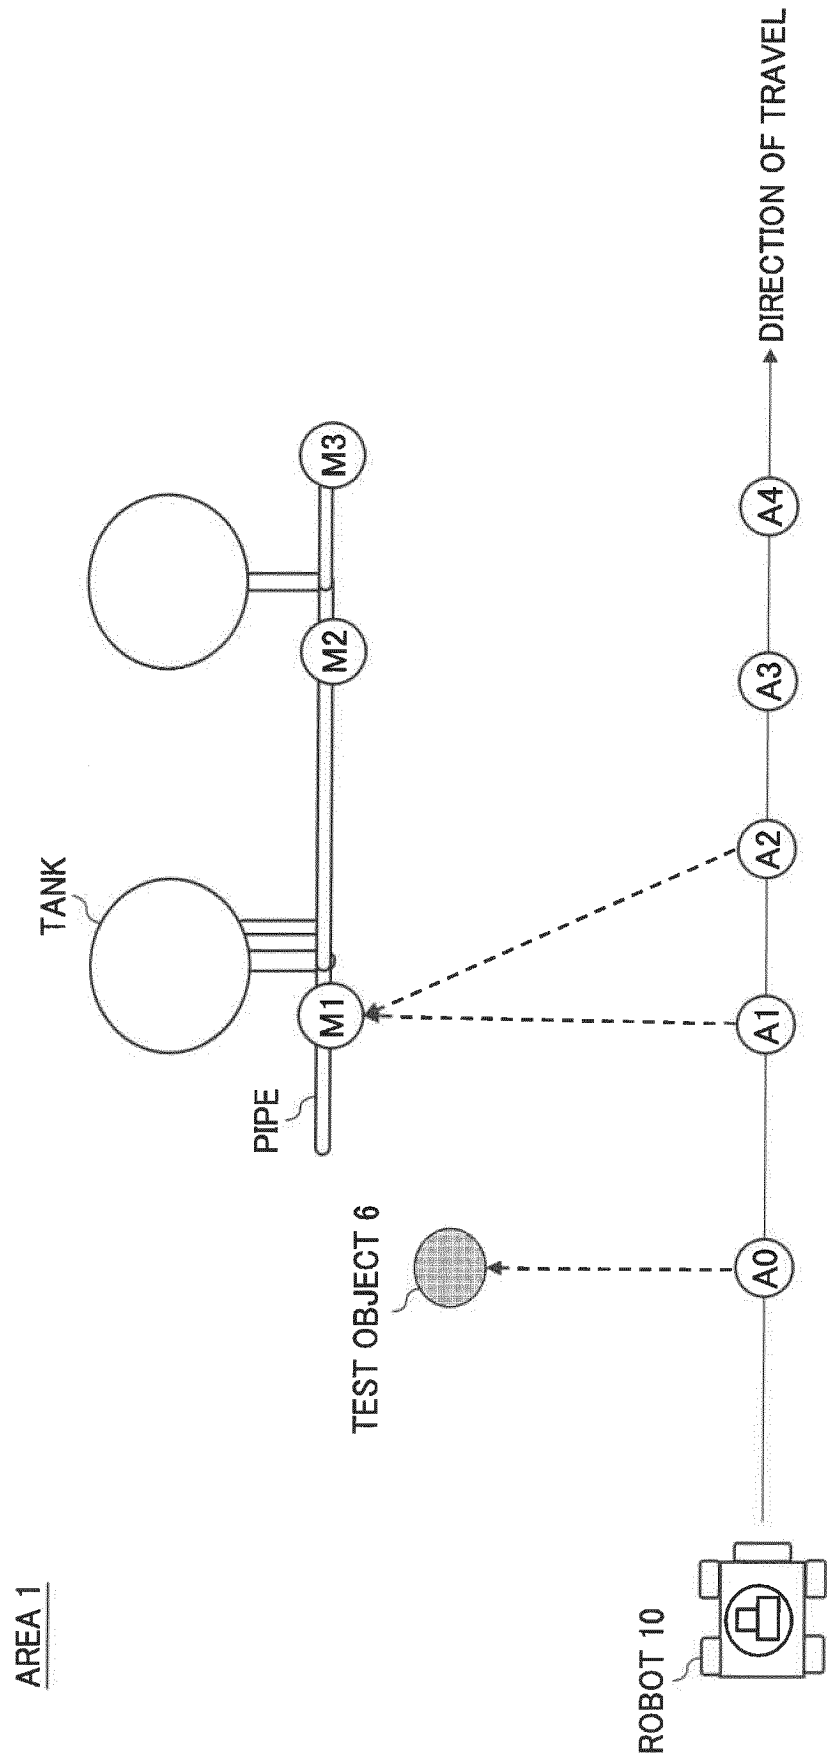 AREA 1
TANK
PIPE
M1
M2
M3
TEST OBJECT 6
A0
A1
A2
A3
A4
DIRECTION OF TRAVEL
ROBOT 10